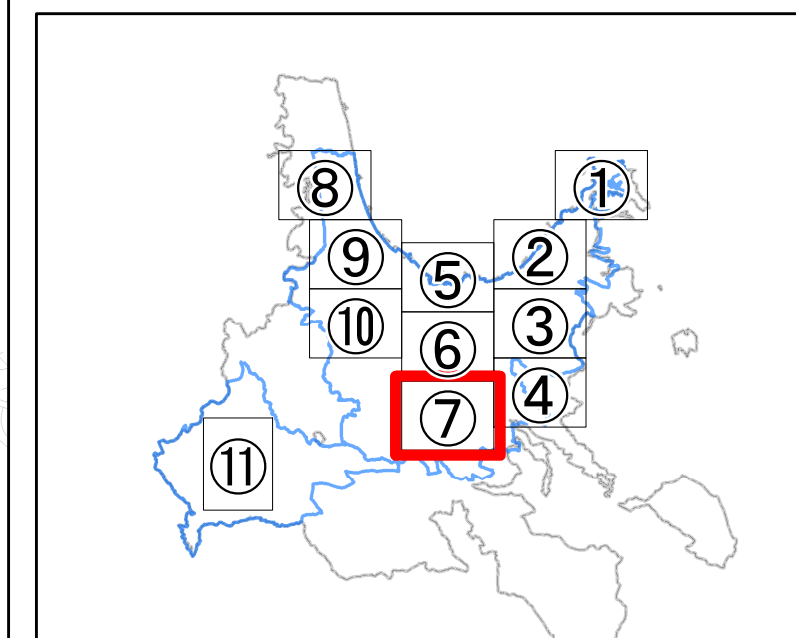 ⑧ ①
⑨ ⑤ ②
⑩ ⑥ ③
⑦ ④
⑪